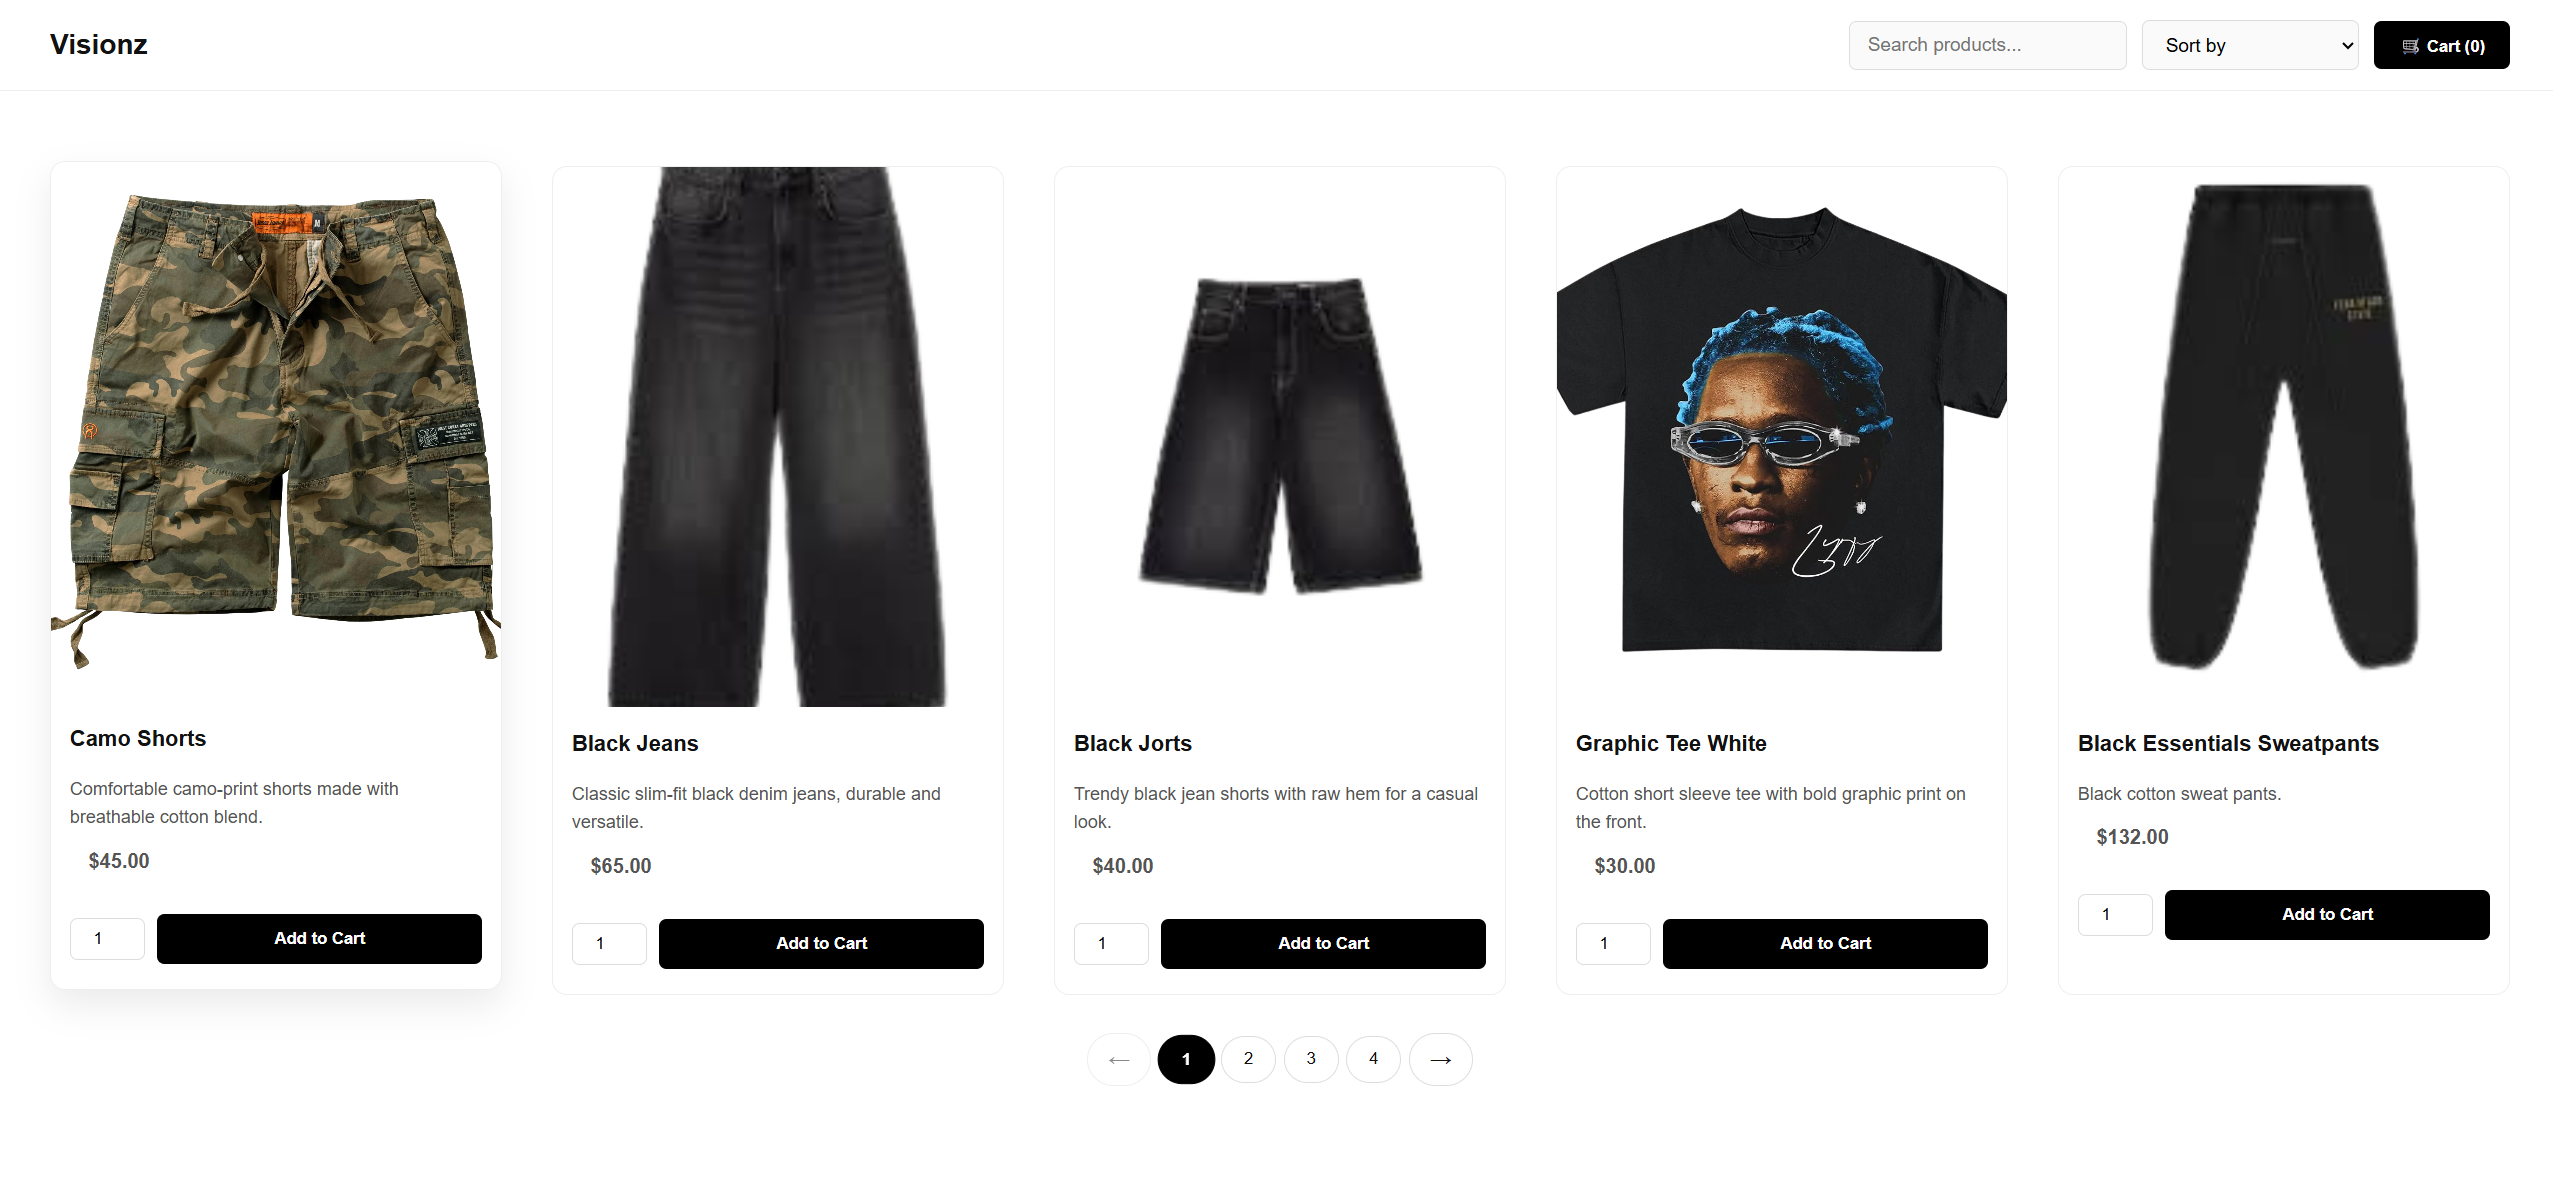 Visionz
Search products...
Sort by
Cart (0)
Camo Shorts
Comfortable camo-print shorts made with
breathable cotton blend.
$45.00
1
Add to Cart
Black Jeans
Classic slim-fit black denim jeans, durable and
versatile.
$65.00
1
Add to Cart
Black Jorts
Trendy black jean shorts with raw hem for a casual
look.
$40.00
1
Add to Cart
Graphic Tee White
Cotton short sleeve tee with bold graphic print on
the front.
$30.00
1
Add to Cart
Black Essentials Sweatpants
Black cotton sweat pants.
$132.00
1
Add to Cart
← 1 2 3 4 →